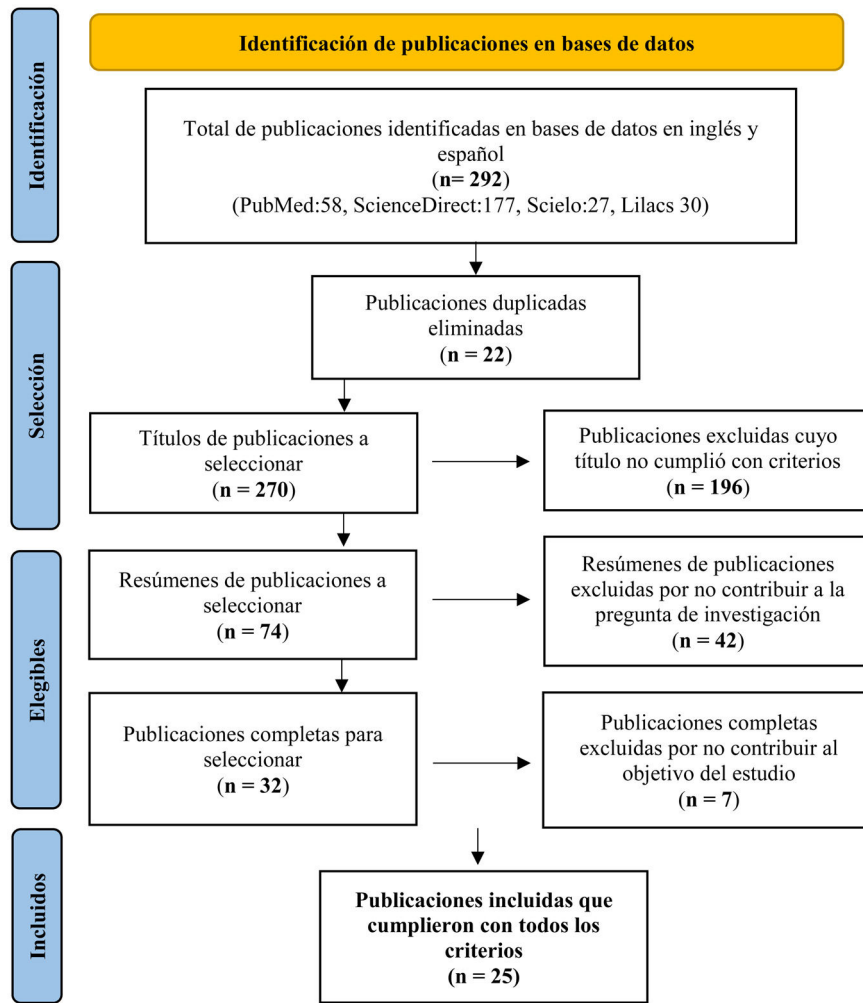 Identificación de publicaciones en bases de datos
Identificación
Total de publicaciones identificadas en bases de datos en inglés y
español
(n= 292)
(PubMed:58, ScienceDirect:177, Scielo:27, Lilacs 30)
Selección
Publicaciones duplicadas
eliminadas
(n = 22)
Títulos de publicaciones a
seleccionar
(n = 270)
Publicaciones excluidas cuyo
título no cumplió con criterios
(n = 196)
Elegibles
Resúmenes de publicaciones a
seleccionar
(n = 74)
Resúmenes de publicaciones
excluidas por no contribuir a la
pregunta de investigación
(n = 42)
Publicaciones completas para
seleccionar
(n = 32)
Publicaciones completas
excluidas por no contribuir al
objetivo del estudio
(n = 7)
Incluidos
Publicaciones incluidas que
cumplieron con todos los
criterios
(n = 25)